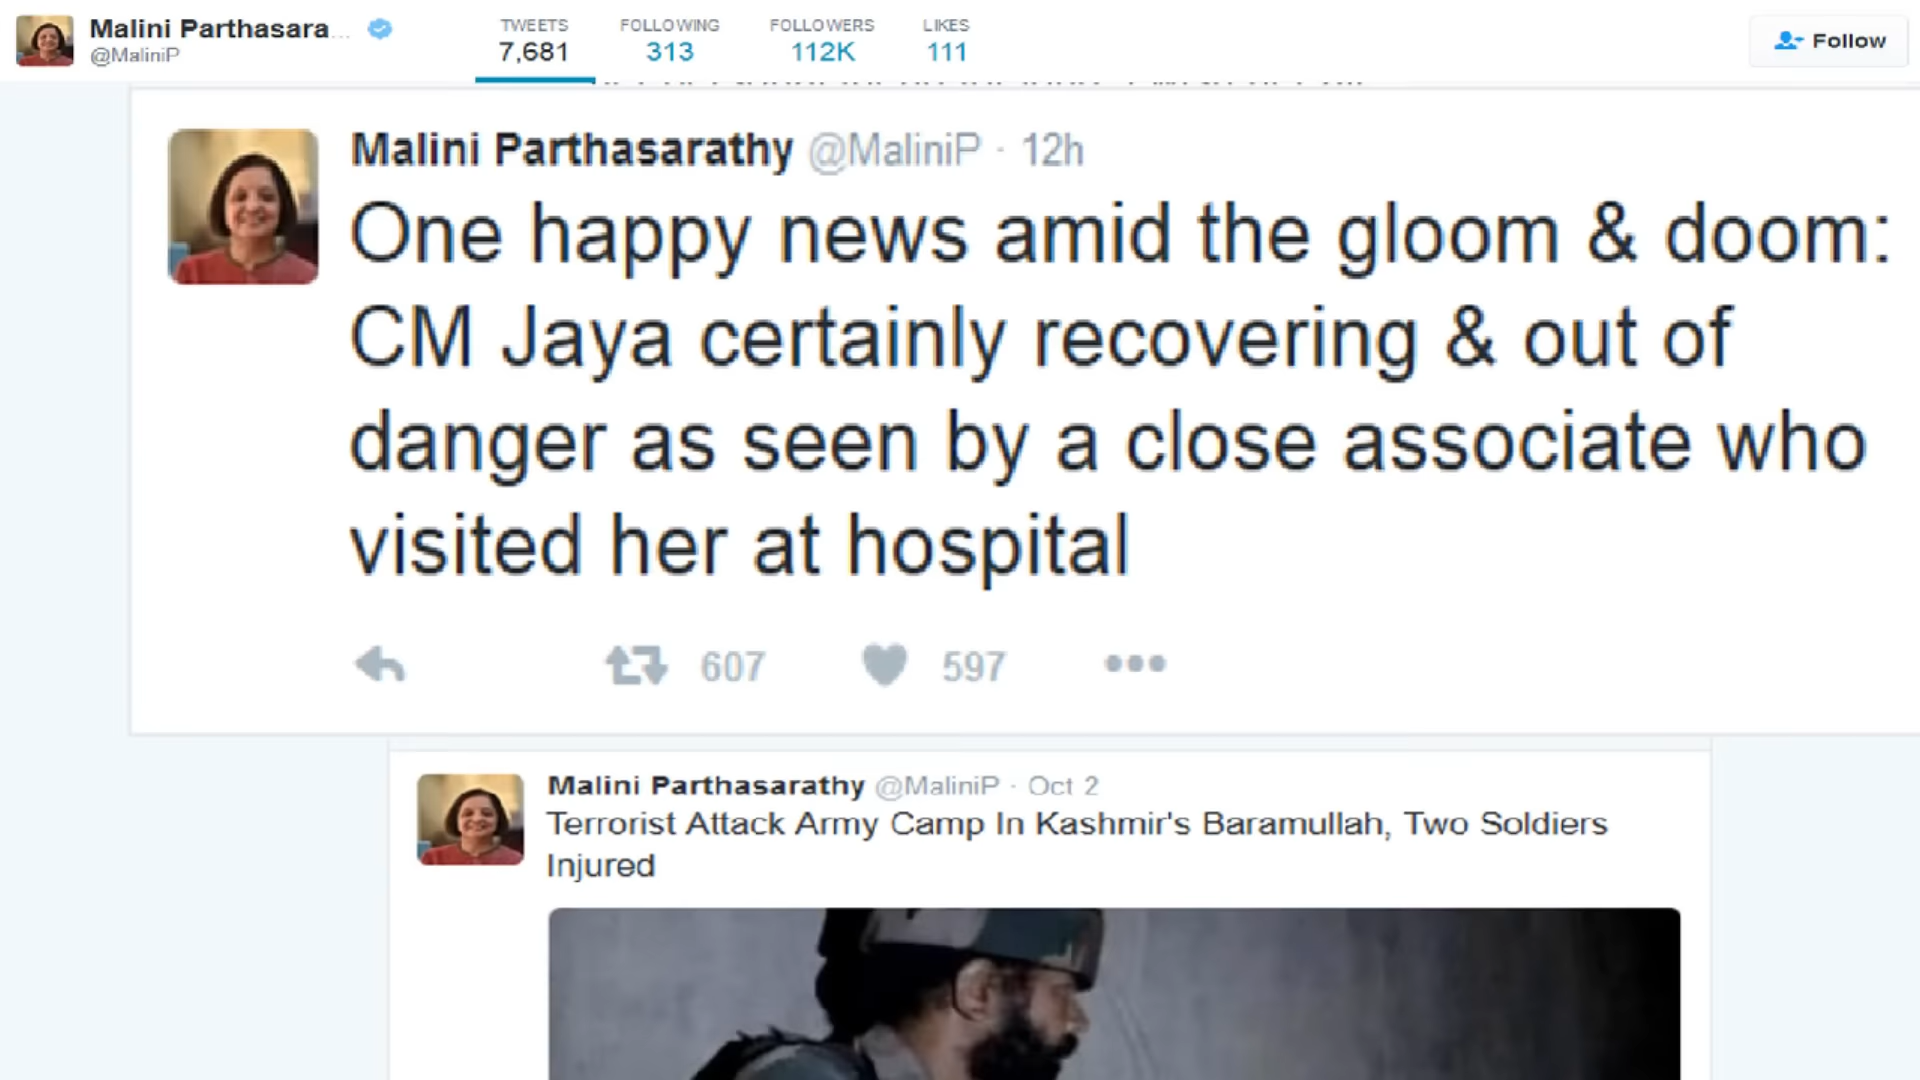 Malini Parthasara...
@MaliniP
TWEETS
7,681
FOLLOWING
313
FOLLOWERS
112K
LIKES
111
Follow
Malini Parthasarathy @MaliniP · 12h
One happy news amid the gloom & doom:
CM Jaya certainly recovering & out of
danger as seen by a close associate who
visited her at hospital
607
597
Malini Parthasarathy @MaliniP · Oct 2
Terrorist Attack Army Camp In Kashmir's Baramullah, Two Soldiers
Injured